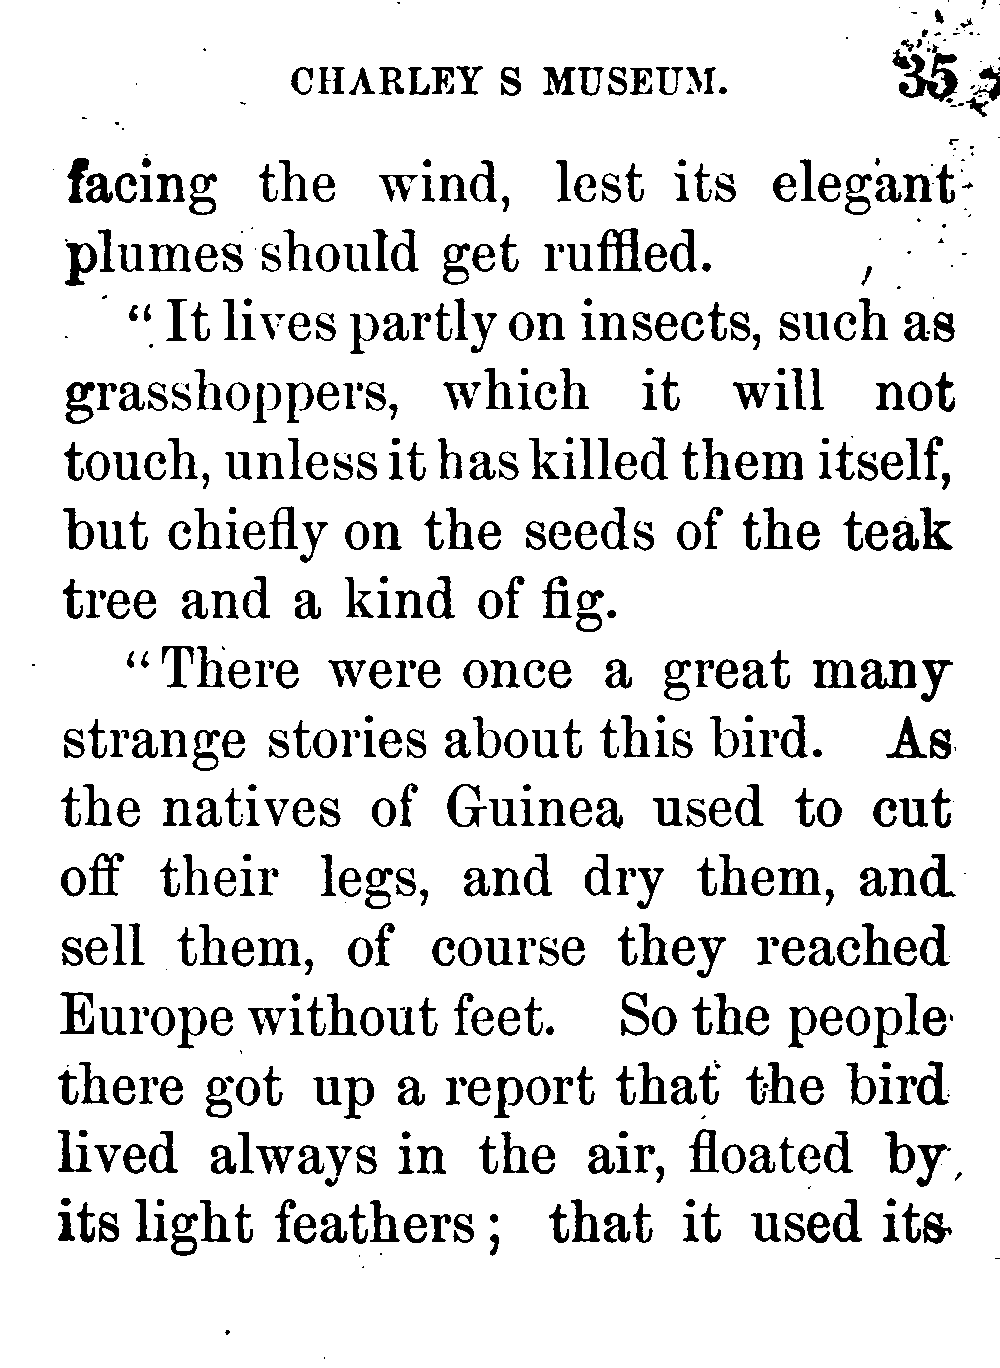 CHARLEY S MUSEUM. 35
facing the wind, lest its elegant
plumes should get ruffled.
" It lives partly on insects, such as
grasshoppers, which it will not
touch, unless it has killed them itself,
but chiefly on the seeds of the teak
tree and a kind of fig.
" There were once a great many
strange stories about this bird. As
the natives of Guinea used to cut
off their legs, and dry them, and
sell them, of course they reached
Europe without feet. So the people
there got up a report that the bird
lived always in the air, floated by
its light feathers ; that it used its